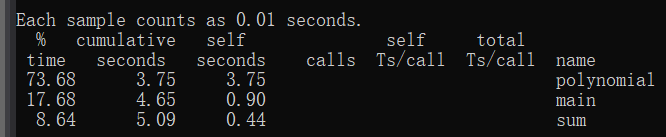 Each sample counts as 0.01 seconds.
  %   cumulative   self              self     total
 time   seconds   seconds    calls  Ts/call  Ts/call  name
73.68      3.75     3.75                             polynomial
17.68      4.65     0.90                             main
 8.64      5.09     0.44                             sum